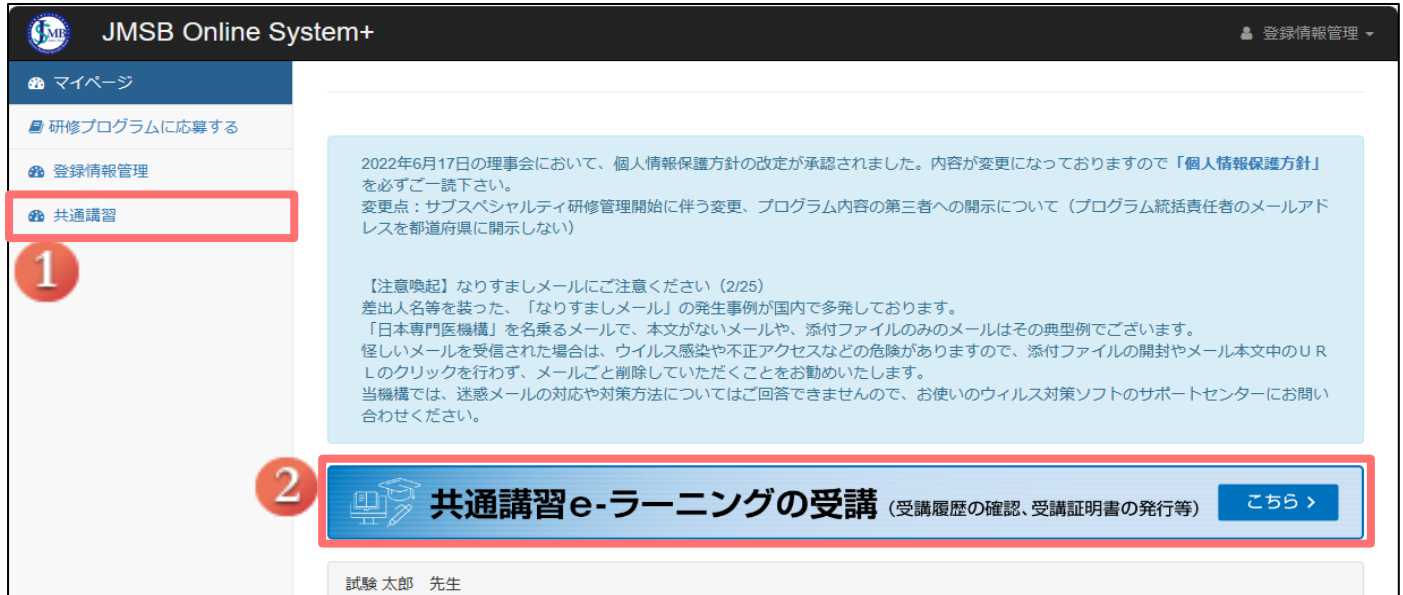 JMSB Online System+
登録情報管理
マイページ
研修プログラムに応募する
登録情報管理
共通講習
1
2022年6月17日の理事会において、個人情報保護方針の改定が承認されました。内容が変更になっておりますので「個人情報保護方針」
を必ずご一読下さい。
変更点：サブスペシャルティ研修管理開始に伴う変更、プログラム内容の第三者への開示について（プログラム統括責任者のメールアド
レスを都道府県に開示しない）
【注意喚起】なりすましメールにご注意ください（2/25）
差出人名等を装った、「なりすましメール」の発生事例が国内で多発しております。
「日本専門医機構」を名乗るメールで、本文がないメールや、添付ファイルのみのメールはその典型例でございます。
怪しいメールを受信された場合は、ウイルス感染や不正アクセスなどの危険がありますので、添付ファイルの開封やメール本文中のＵＲ
Ｌのクリックを行わず、メールごと削除していただくことをお勧めいたします。
当機構では、迷惑メールの対応や対策方法についてはご回答できませんので、お使いのウィルス対策ソフトのサポートセンターにお問い
合わせください。
2
共通講習e-ラーニングの受講（受講履歴の確認、受講証明書の発行等） こちら >
試験 太郎　先生